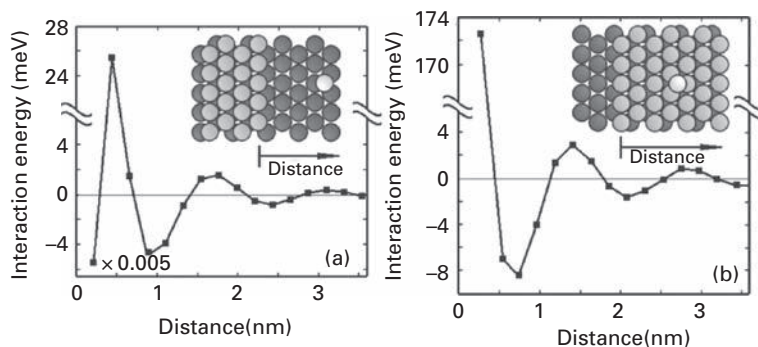 Interaction energy (meV)
28
26
4
0
−4
× 0.005
(a)
Distance
0
1
2
3
Distance(nm)
Interaction energy (meV)
174
170
4
0
−4
−8
(b)
Distance
0
1
2
3
Distance(nm)